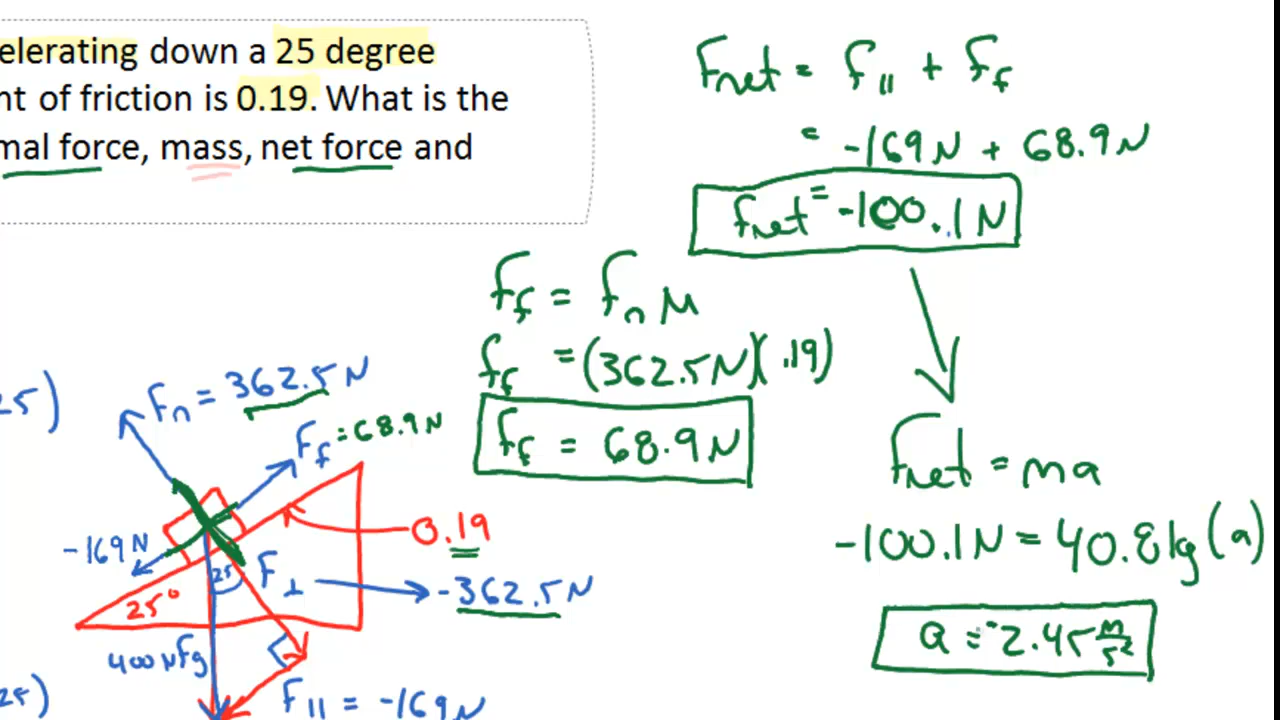 elerating down a 25 degree
nt of friction is 0.19. What is the
mal force, mass, net force and
Fnet = F|| + Ff
= -169N + 68.9N
Fnet = -100.1N
Ff = Fn μ
Ff = (362.5N)(.19)
Ff = 68.9N
Fnet = ma
-100.1N = 40.8kg (a)
a = -2.45 m/s²
25)
Fn = 362.5N
Ff = 68.9N
-169N
0.19
25
F⊥
-362.5N
25°
400N Fg
F|| = -169N
25)